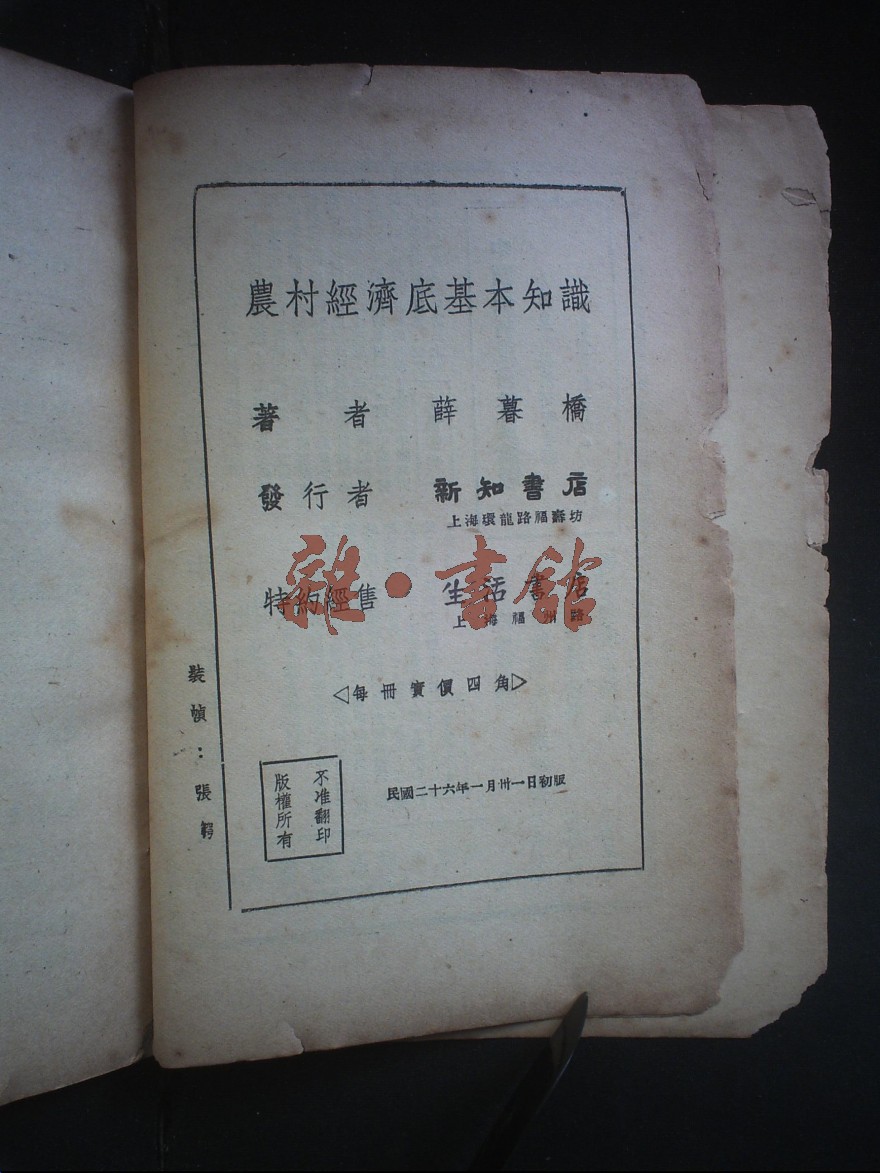 農村經濟底基本知識
著者 薛暮橋
發行者 新知書店
上海環龍路福壽坊
特約經售 生活書店
上海福州路
◁每冊實價四角▷
民國二十六年一月卅一日初版
不准翻印
版權所有
裝幀：張
雜·書館